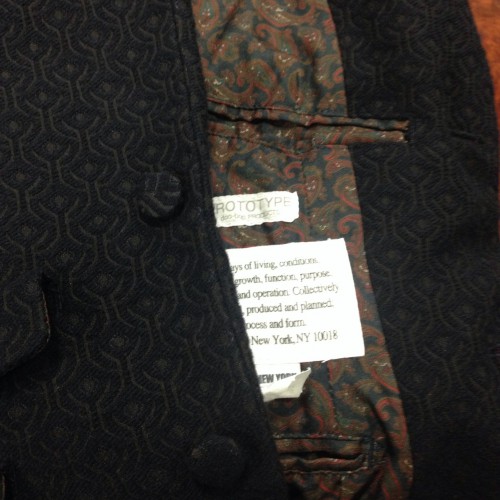 ROTOTYPE
ays of living, conditions.
growth, function, purpose.
and operation. Collectively
, produced and planned.
ocess and form.
New York, NY 10018
NEW YORK